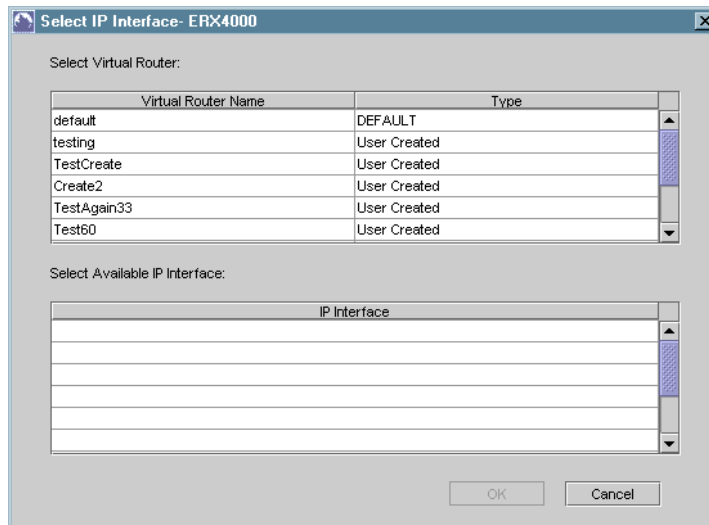 Select IP Interface- ERX4000
Select Virtual Router:
Virtual Router Name Type
default DEFAULT
testing User Created
TestCreate User Created
Create2 User Created
TestAgain33 User Created
Test60 User Created
Select Available IP Interface:
IP Interface
OK Cancel